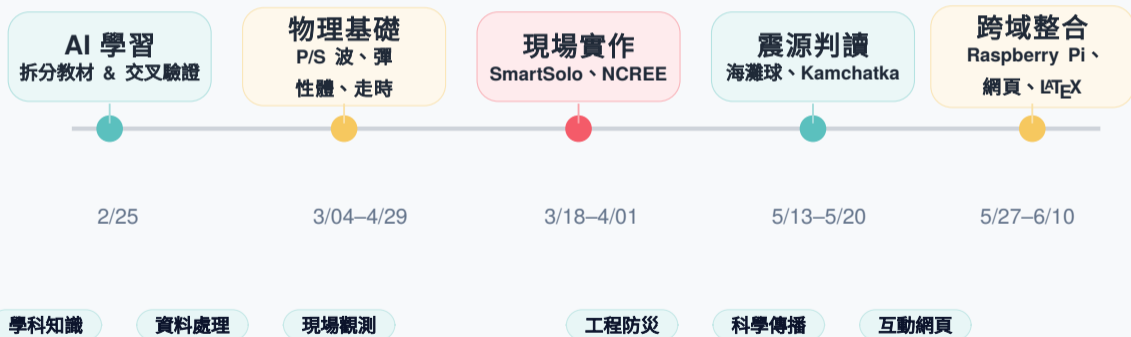 AI 學習
拆分教材 & 交叉驗證
物理基礎
P/S 波、彈
性體、走時
現場實作
SmartSolo、NCREE
震源判讀
海灘球、Kamchatka
跨域整合
Raspberry Pi、
網頁、LATEX
2/25
3/04–4/29
3/18–4/01
5/13–5/20
5/27–6/10
學科知識
資料處理
現場觀測
工程防災
科學傳播
互動網頁